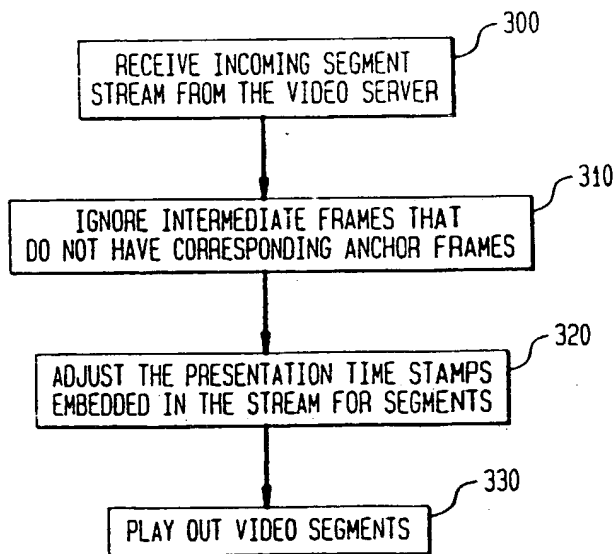 300
RECEIVE INCOMING SEGMENT
STREAM FROM THE VIDEO SERVER
310
IGNORE INTERMEDIATE FRAMES THAT
DO NOT HAVE CORRESPONDING ANCHOR FRAMES
320
ADJUST THE PRESENTATION TIME STAMPS
EMBEDDED IN THE STREAM FOR SEGMENTS
330
PLAY OUT VIDEO SEGMENTS